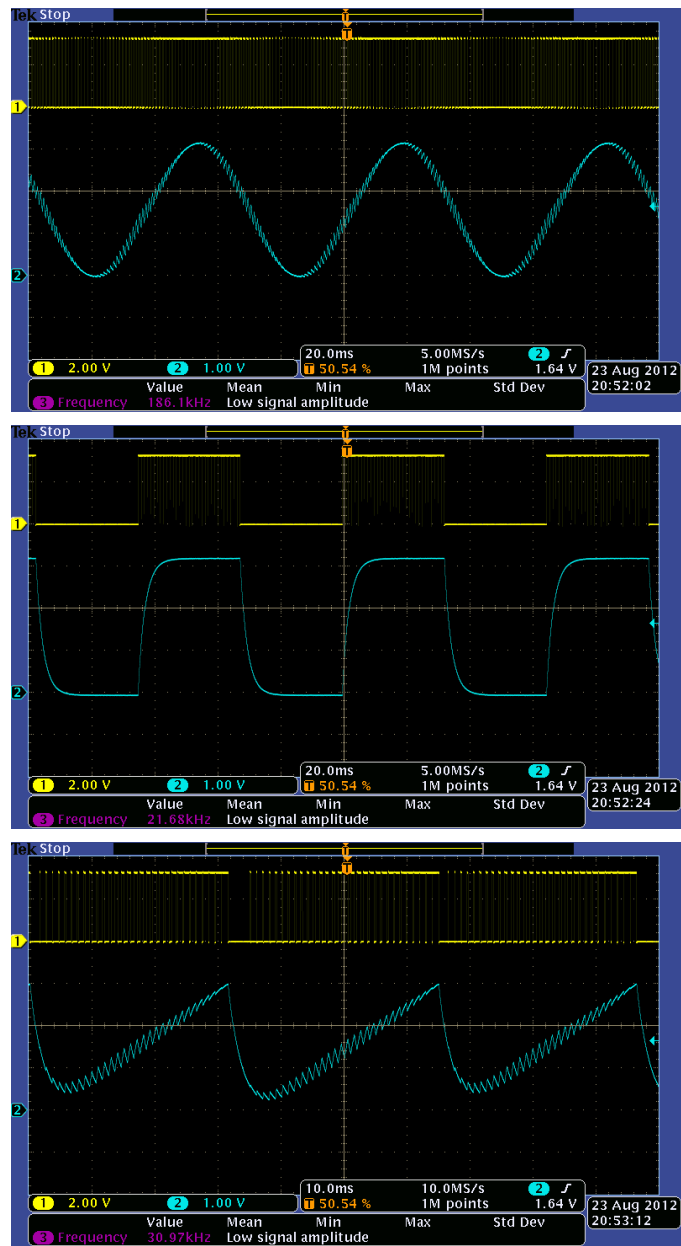 Tek Stop
T
T
1
2
20.0ms 5.00MS/s 2
1 2.00 V 2 1.00 V T 50.54 % 1M points 1.64 V
23 Aug 2012
20:52:02
Value Mean Min Max Std Dev
3 Frequency 186.1kHz Low signal amplitude
Tek Stop
T
T
1
2
20.0ms 5.00MS/s 2
1 2.00 V 2 1.00 V T 50.54 % 1M points 1.64 V
23 Aug 2012
20:52:24
Value Mean Min Max Std Dev
3 Frequency 21.68kHz Low signal amplitude
Tek Stop
T
T
1
2
10.0ms 10.0MS/s 2
1 2.00 V 2 1.00 V T 50.54 % 1M points 1.64 V
23 Aug 2012
20:53:12
Value Mean Min Max Std Dev
3 Frequency 30.97kHz Low signal amplitude